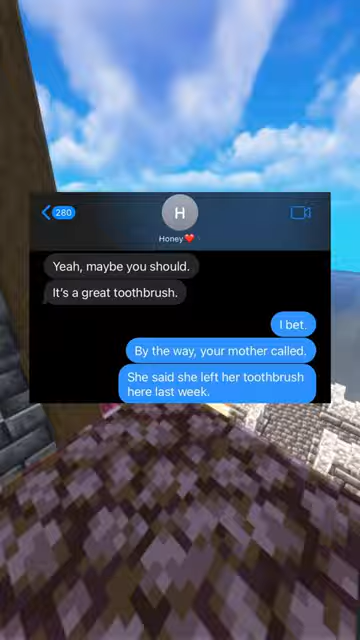 280
H
Honey❤️
Yeah, maybe you should.
It's a great toothbrush.
I bet.
By the way, your mother called.
She said she left her toothbrush
here last week.